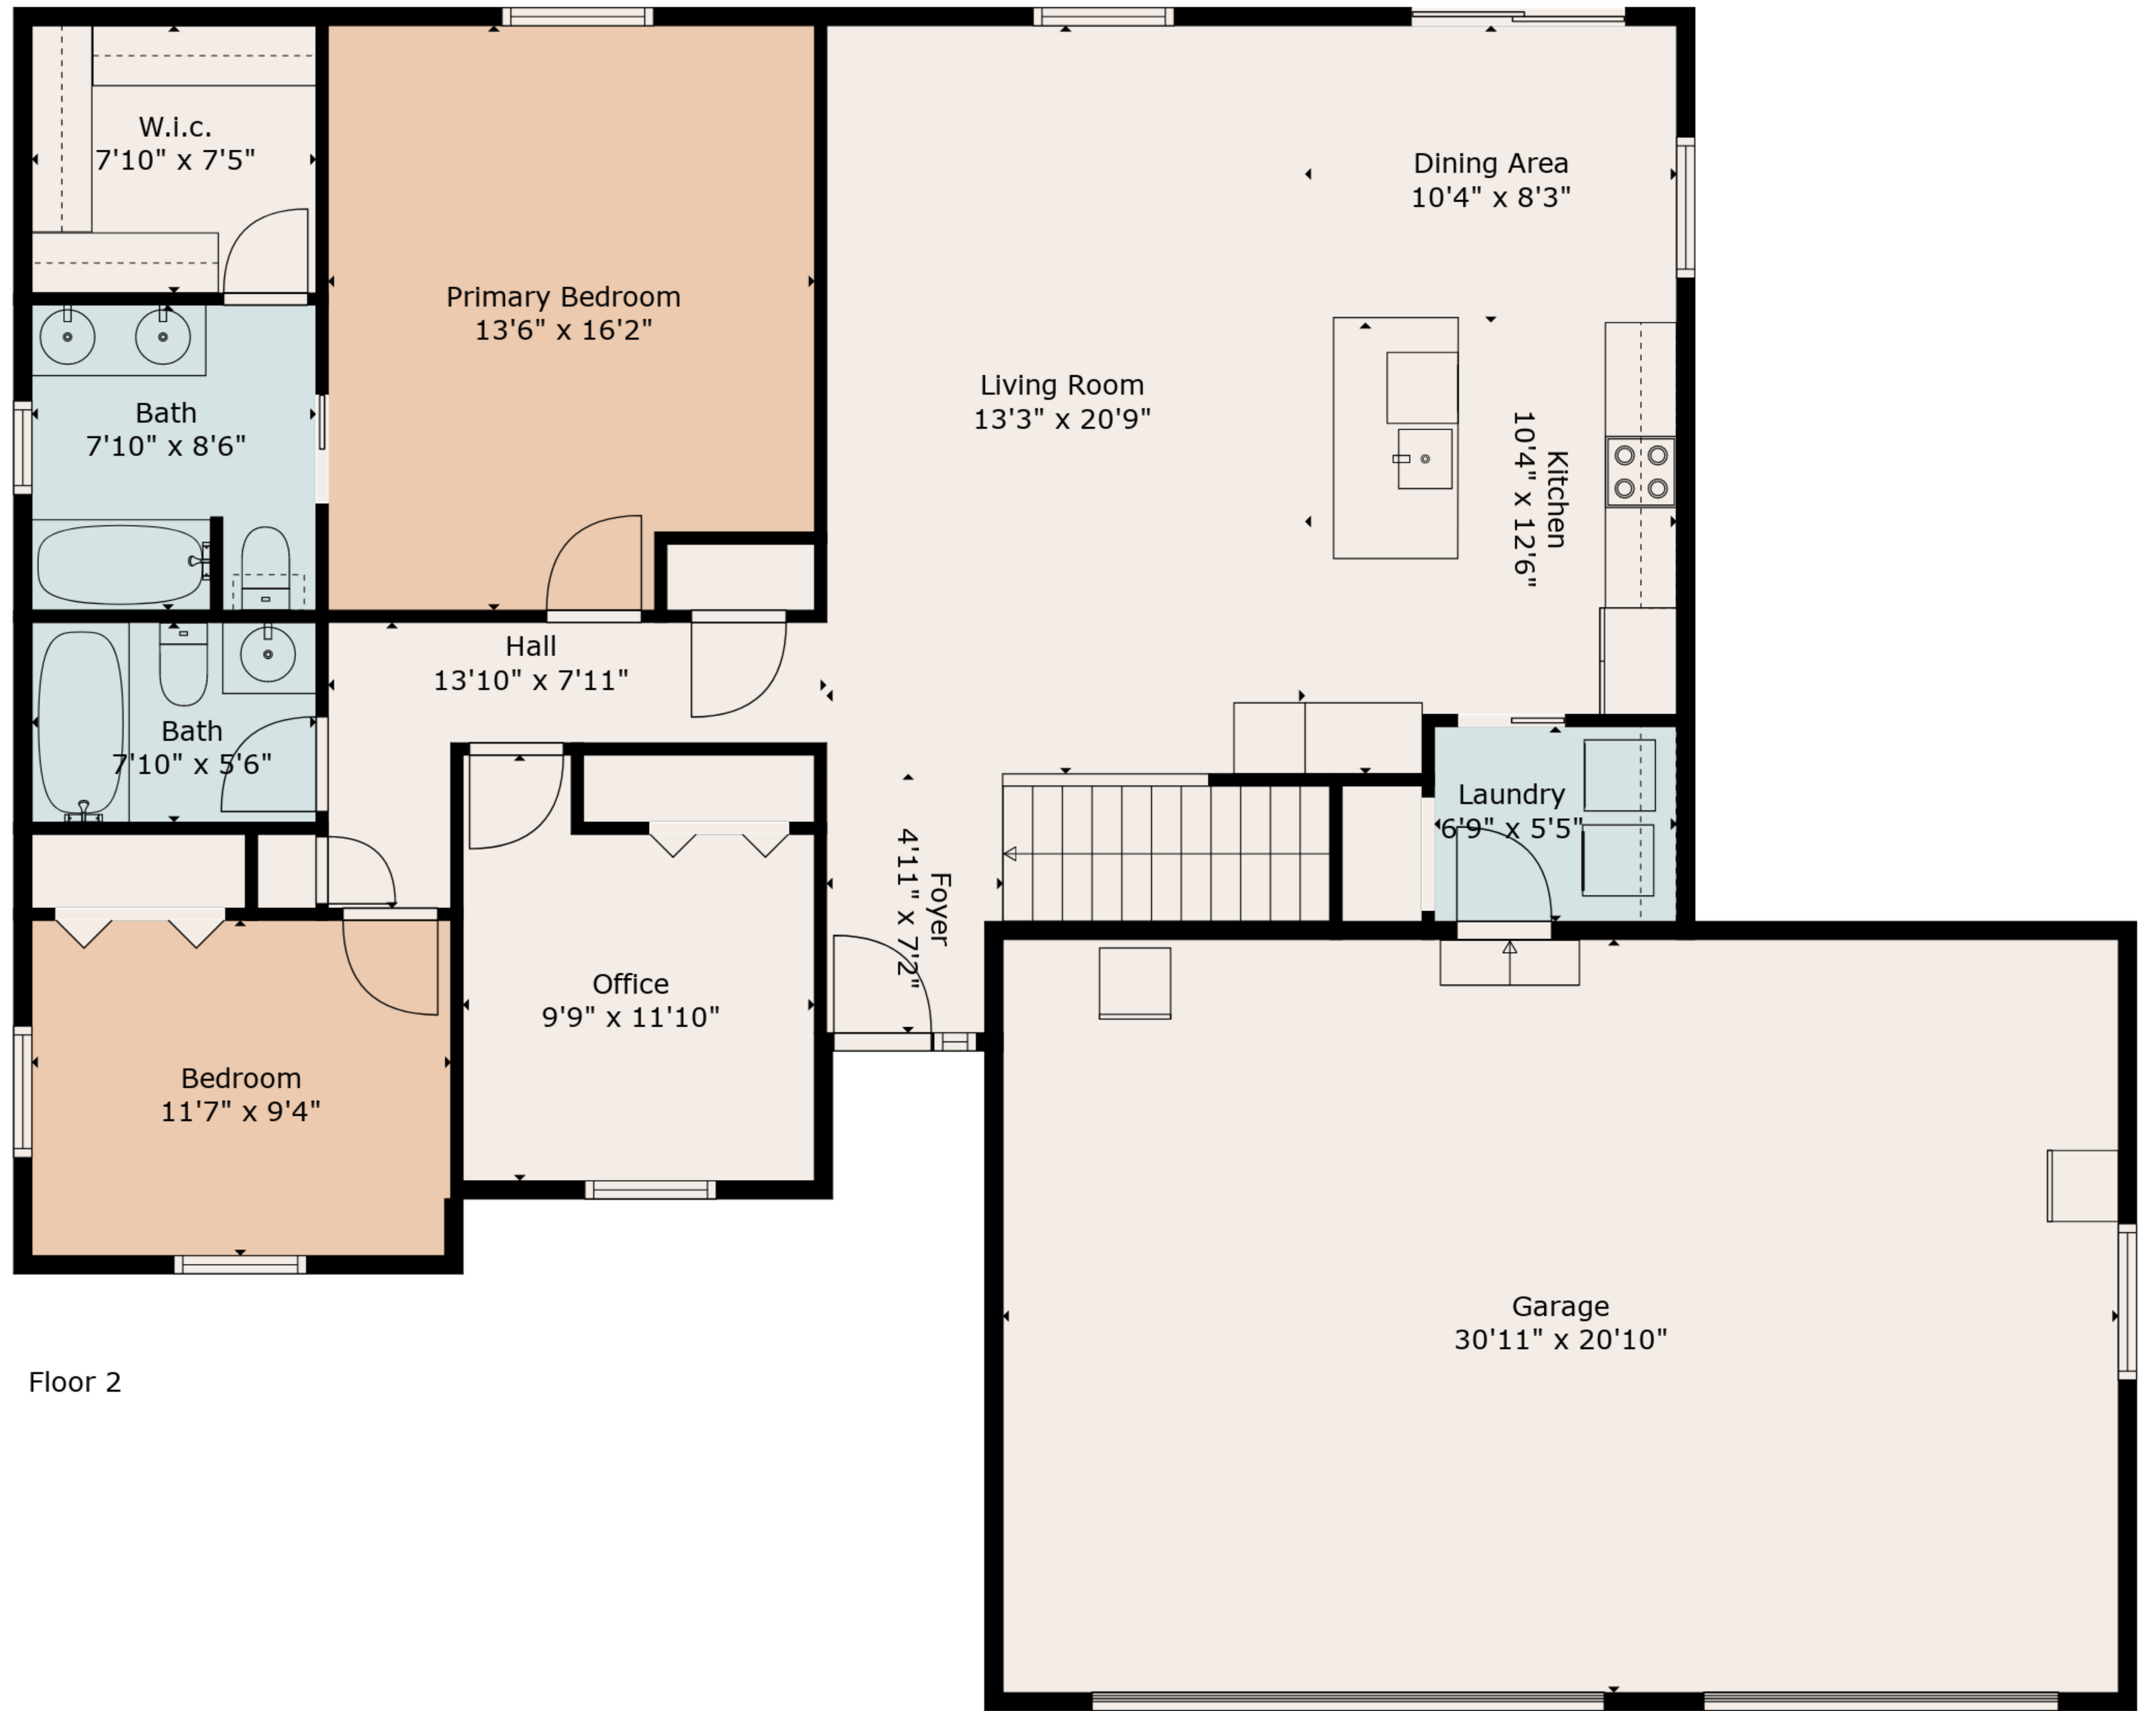 W.i.c.
7'10" x 7'5"
Primary Bedroom
13'6" x 16'2"
Dining Area
10'4" x 8'3"
Living Room
13'3" x 20'9"
Bath
7'10" x 8'6"
Kitchen
10'4" x 12'6"
Hall
13'10" x 7'11"
Bath
7'10" x 5'6"
Laundry
6'9" x 5'5"
Foyer
4'11" x 7'2"
Office
9'9" x 11'10"
Bedroom
11'7" x 9'4"
Garage
30'11" x 20'10"
Floor 2